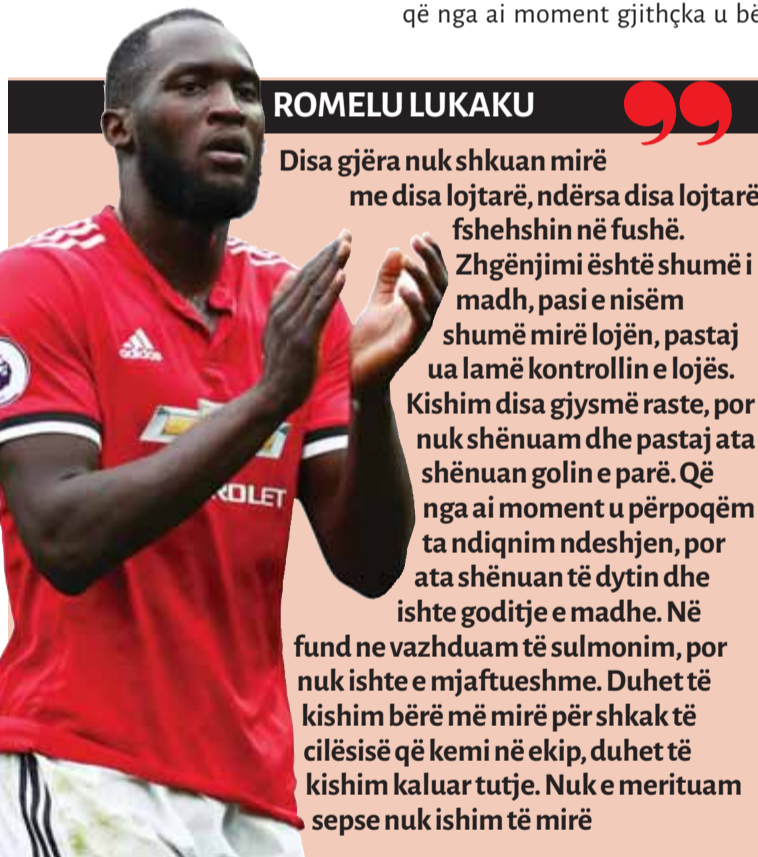 që nga ai moment gjithçka u bë
ROMELU LUKAKU
Disa gjëra nuk shkuan mirë
me disa lojtarë, ndërsa disa lojtarë
fshehshin në fushë.
Zhgënjimi është shumë i
madh, pasi e nisëm
shumë mirë lojën, pastaj
ua lamë kontrollin e lojës.
Kishim disa gjysmë raste, por
nuk shënuam dhe pastaj ata
shënuan golin e parë. Që
nga ai moment u përpoqëm
ta ndiqnim ndeshjen, por
ata shënuan të dytin dhe
ishte goditje e madhe. Në
fund ne vazhduam të sulmonim, por
nuk ishte e mjaftueshme. Duhet të
kishim bërë më mirë për shkak të
cilësisë që kemi në ekip, duhet të
kishim kaluar tutje. Nuk e merituam
sepse nuk ishim të mirë
adidas
ROLET